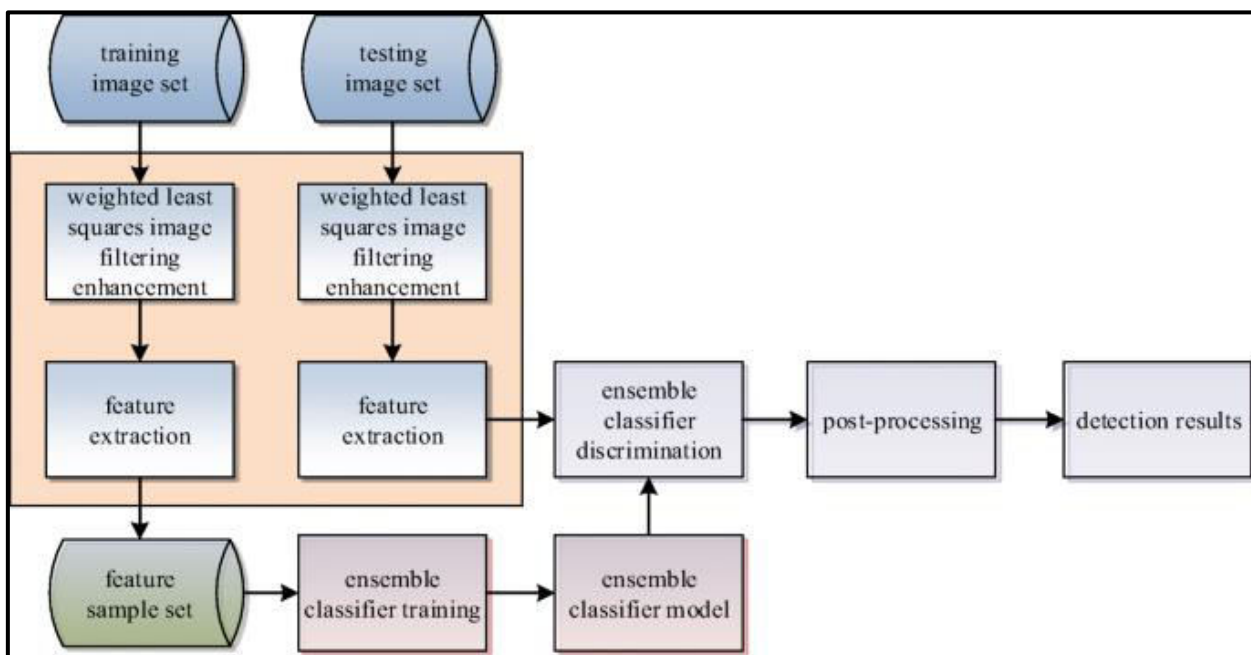 training
image set
testing
image set
weighted least
squares image
filtering
enhancement
weighted least
squares image
filtering
enhancement
feature
extraction
feature
extraction
ensemble
classifier
discrimination
post-processing
detection results
feature
sample set
ensemble
classifier training
ensemble
classifier model